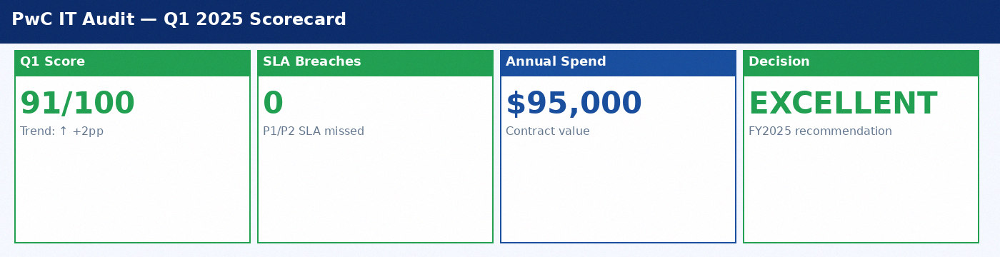 PwC IT Audit — Q1 2025 Scorecard
Q1 Score
91/100
Trend: ↑ +2pp
SLA Breaches
0
P1/P2 SLA missed
Annual Spend
$95,000
Contract value
Decision
EXCELLENT
FY2025 recommendation